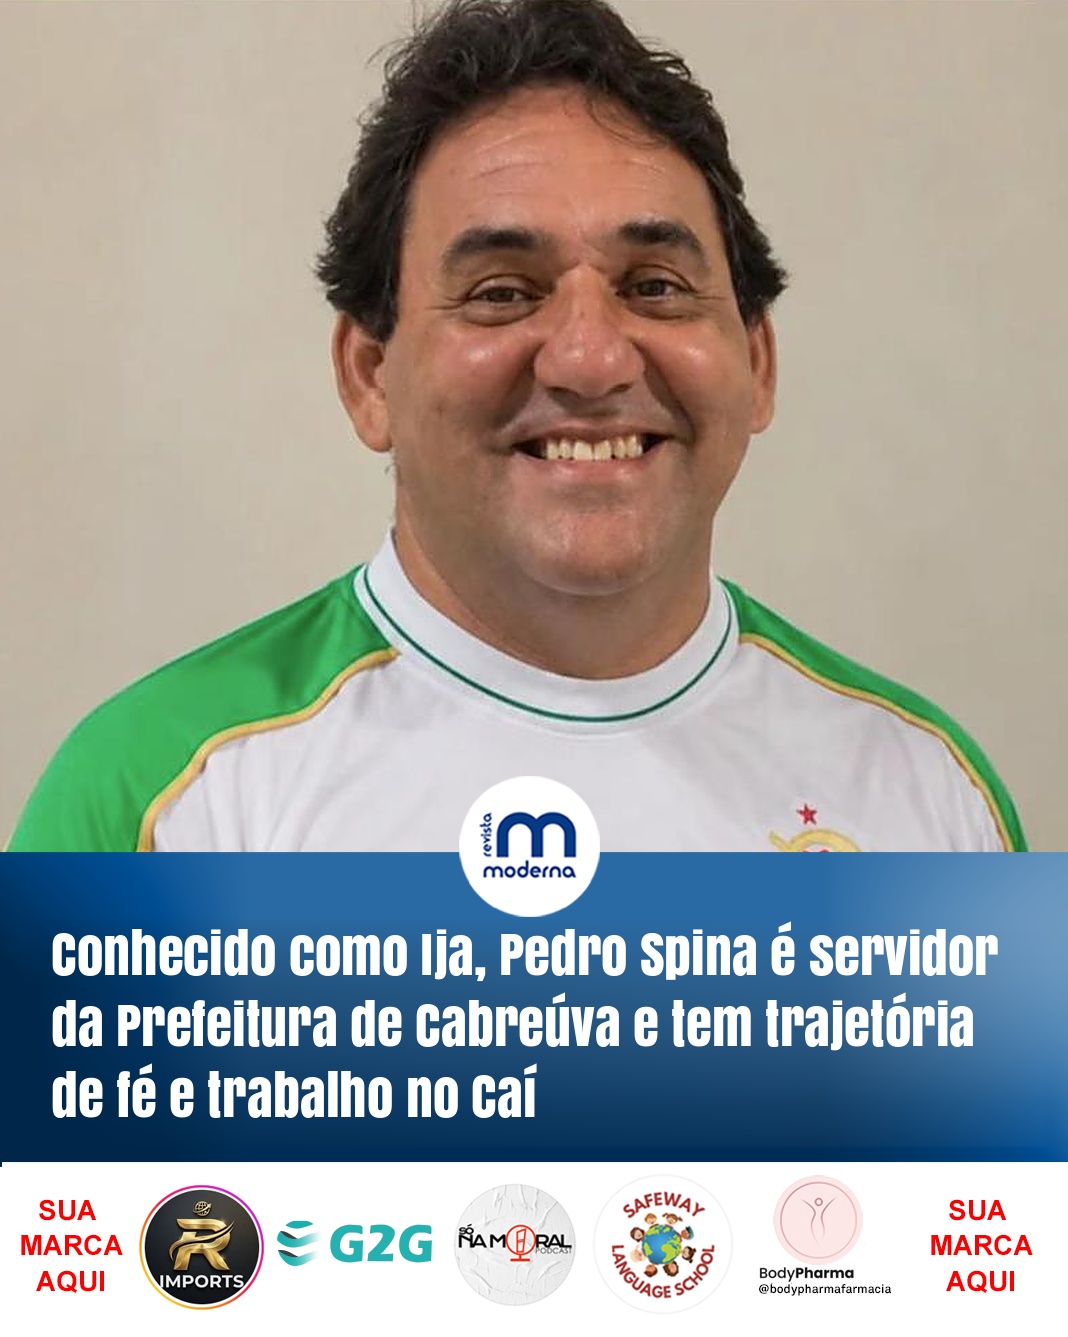 revista
m
moderna
Conhecido como Ija, Pedro Spina é servidor
da Prefeitura de Cabreúva e tem trajetória
de fé e trabalho no Caí
SUA
MARCA
AQUI
R
IMPORTS
G2G
SÓ
NA MORAL
PODCAST
SAFEWAY
LANGUAGE SCHOOL
BodyPharma
@bodypharmafarmacia
SUA
MARCA
AQUI